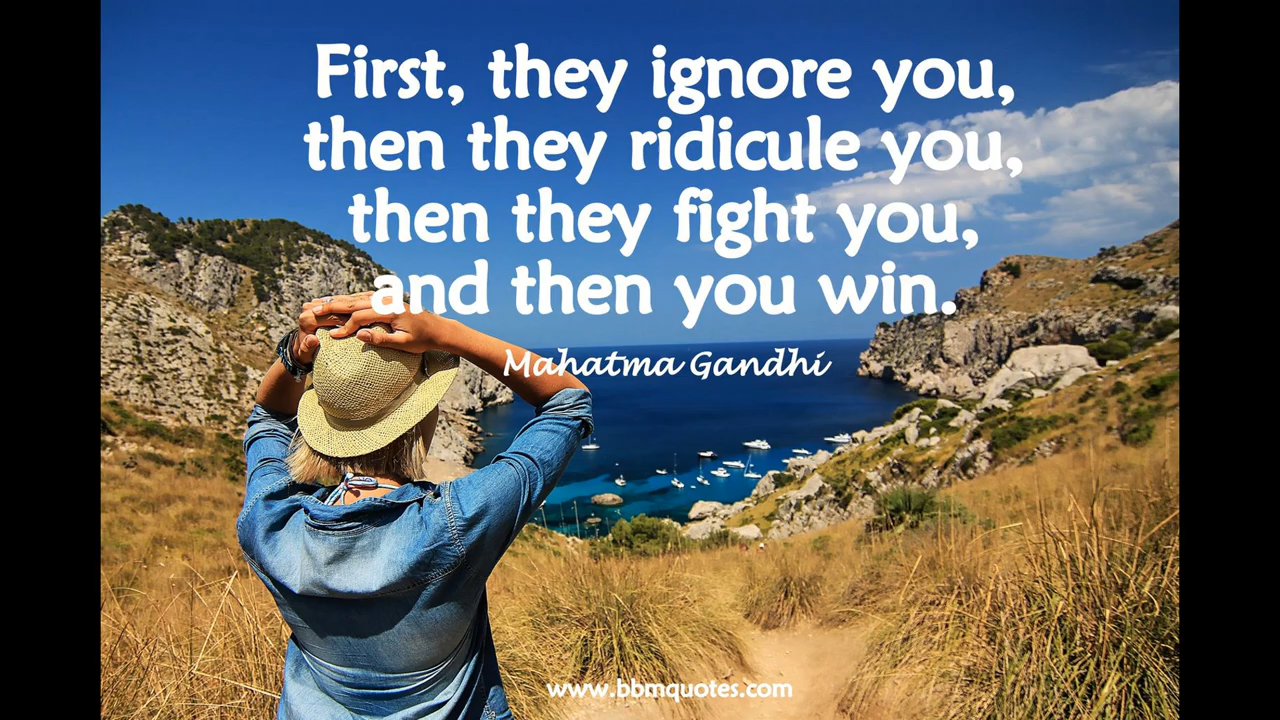 First, they ignore you,
then they ridicule you,
then they fight you,
and then you win.
Mahatma Gandhi
www.bbmquotes.com